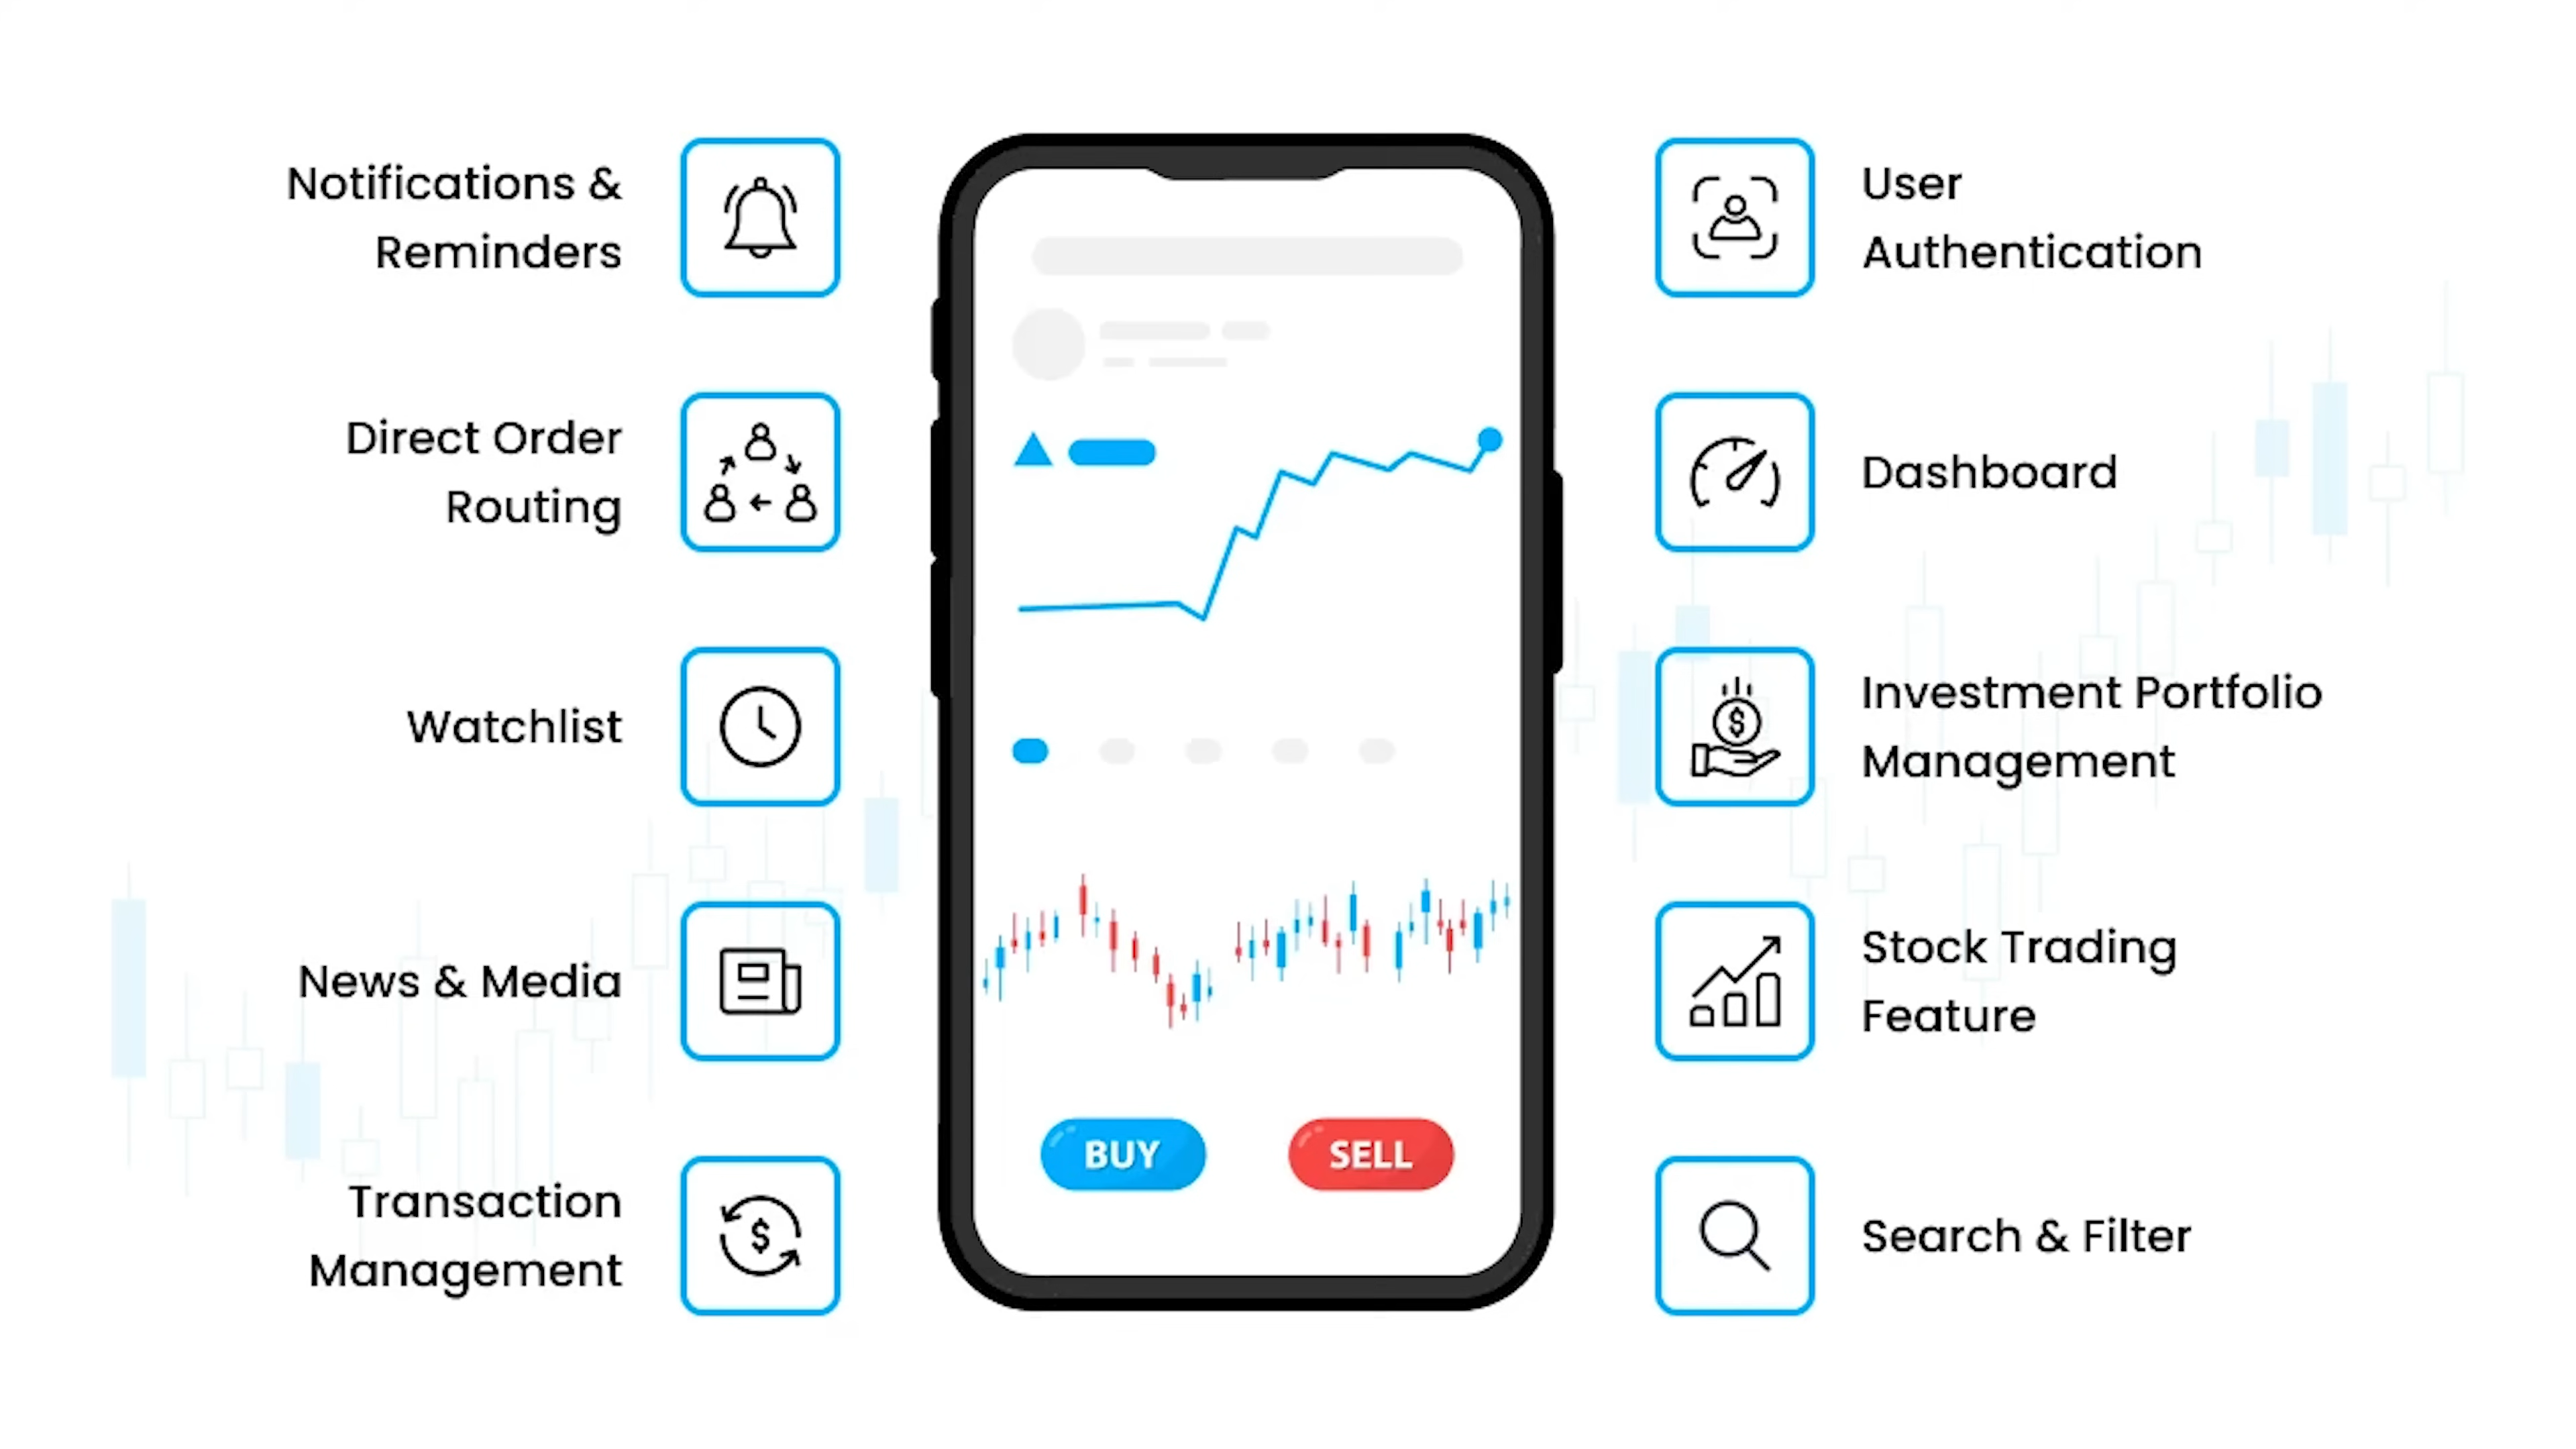 Notifications &
Reminders
Direct Order
Routing
Watchlist
News & Media
Transaction
Management
BUY
SELL
User
Authentication
Dashboard
Investment Portfolio
Management
Stock Trading
Feature
Search & Filter